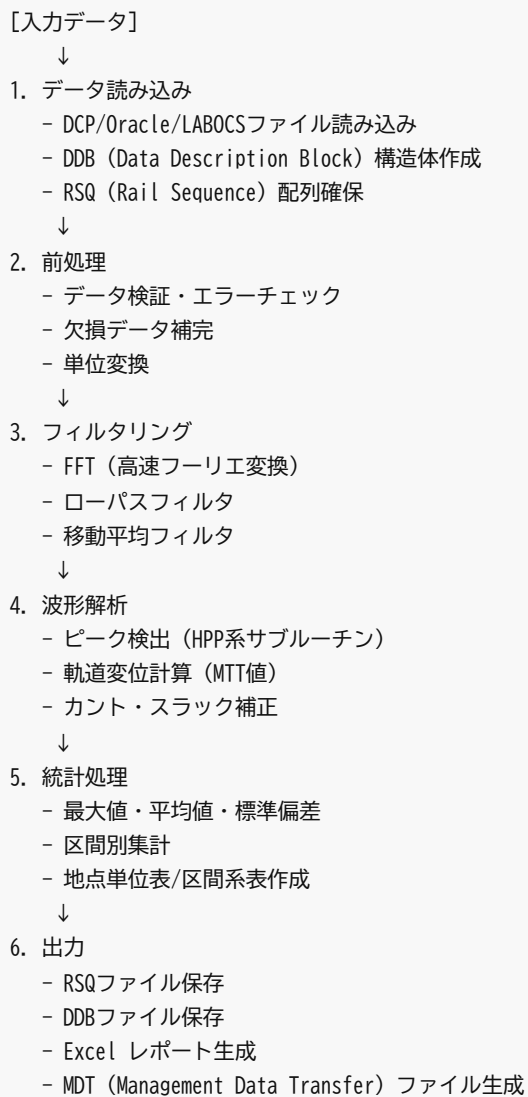 [入力データ]
↓
1. データ読み込み
- DCP/Oracle/LABOCSファイル読み込み
- DDB（Data Description Block）構造体作成
- RSQ（Rail Sequence）配列確保
↓
2. 前処理
- データ検証・エラーチェック
- 欠損データ補完
- 単位変換
↓
3. フィルタリング
- FFT（高速フーリエ変換）
- ローパスフィルタ
- 移動平均フィルタ
↓
4. 波形解析
- ピーク検出（HPP系サブルーチン）
- 軌道変位計算（MTT値）
- カント・スラック補正
↓
5. 統計処理
- 最大値・平均値・標準偏差
- 区間別集計
- 地点単位表/区間系表作成
↓
6. 出力
- RSQファイル保存
- DDBファイル保存
- Excel レポート生成
- MDT（Management Data Transfer）ファイル生成